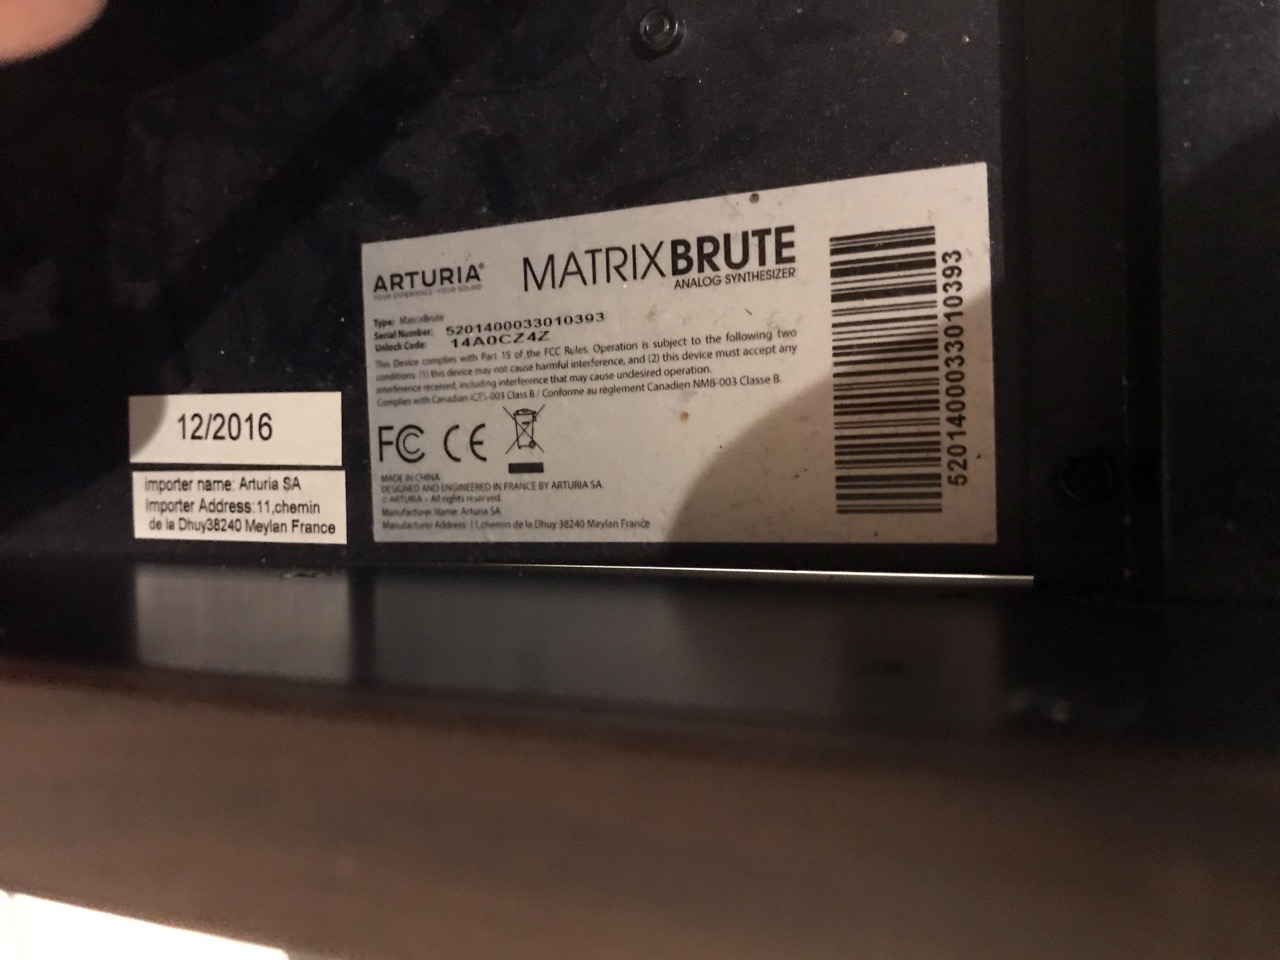 ARTURIA®
YOUR EXPERIENCE · YOUR SOUND
MATRIXBRUTE
ANALOG SYNTHESIZER
Type: MatrixBrute
Serial Number: 5201400033010393
Unlock Code: 14A0CZ4Z
This Device complies with Part 15 of the FCC Rules. Operation is subject to the following two
conditions: (1) this device may not cause harmful interference, and (2) this device must accept any
interference received, including interference that may cause undesired operation.
Complies with Canadian ICES-003 Class B / Conforme au règlement Canadien NMB-003 Classe B.
FC CE
MADE IN CHINA
DESIGNED AND ENGINEERED IN FRANCE BY ARTURIA SA.
© ARTURIA - All rights reserved.
Manufacturer Name: Arturia SA
Manufacturer Address: 11,chemin de la Dhuy 38240 Meylan France
5201400033010393
12/2016
importer name: Arturia SA
Importer Address:11,chemin
de la Dhuy38240 Meylan France